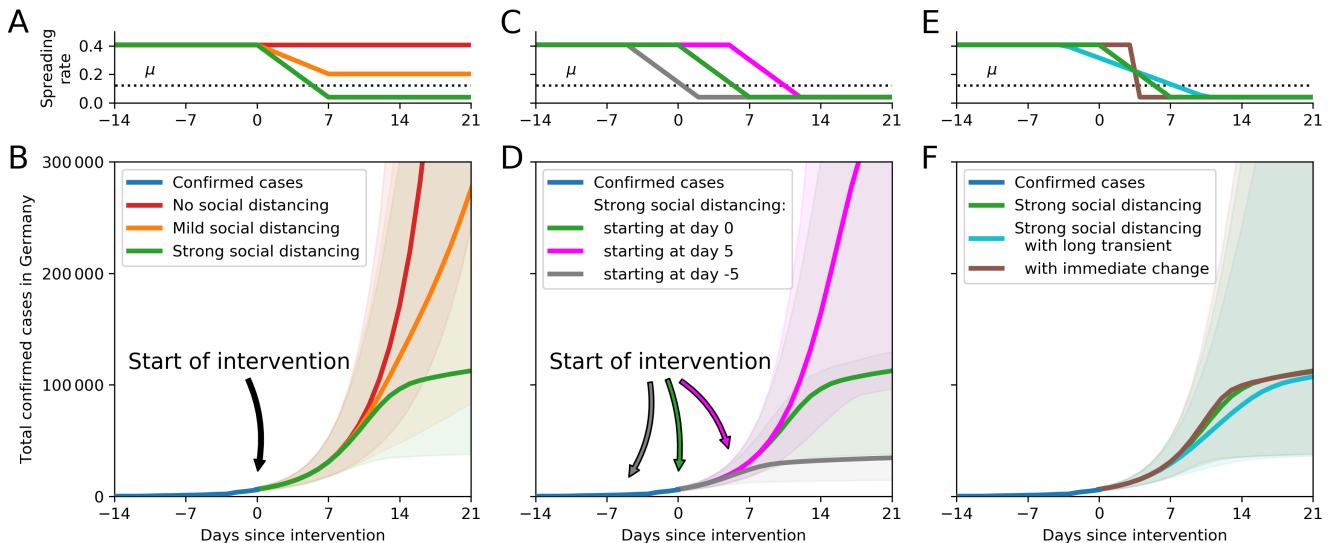 A
Spreading
rate
0.4
0.2
0.0
μ
−14
−7
0
7
14
21
C
μ
−14
−7
0
7
14
21
E
μ
−14
−7
0
7
14
21
B
Total confirmed cases in Germany
300 000
200 000
100 000
0
Confirmed cases
No social distancing
Mild social distancing
Strong social distancing
Start of intervention
−14
−7
0
7
14
21
Days since intervention
D
Confirmed cases
Strong social distancing:
starting at day 0
starting at day 5
starting at day -5
Start of intervention
−14
−7
0
7
14
21
Days since intervention
F
Confirmed cases
Strong social distancing
Strong social distancing
with long transient
with immediate change
−14
−7
0
7
14
21
Days since intervention